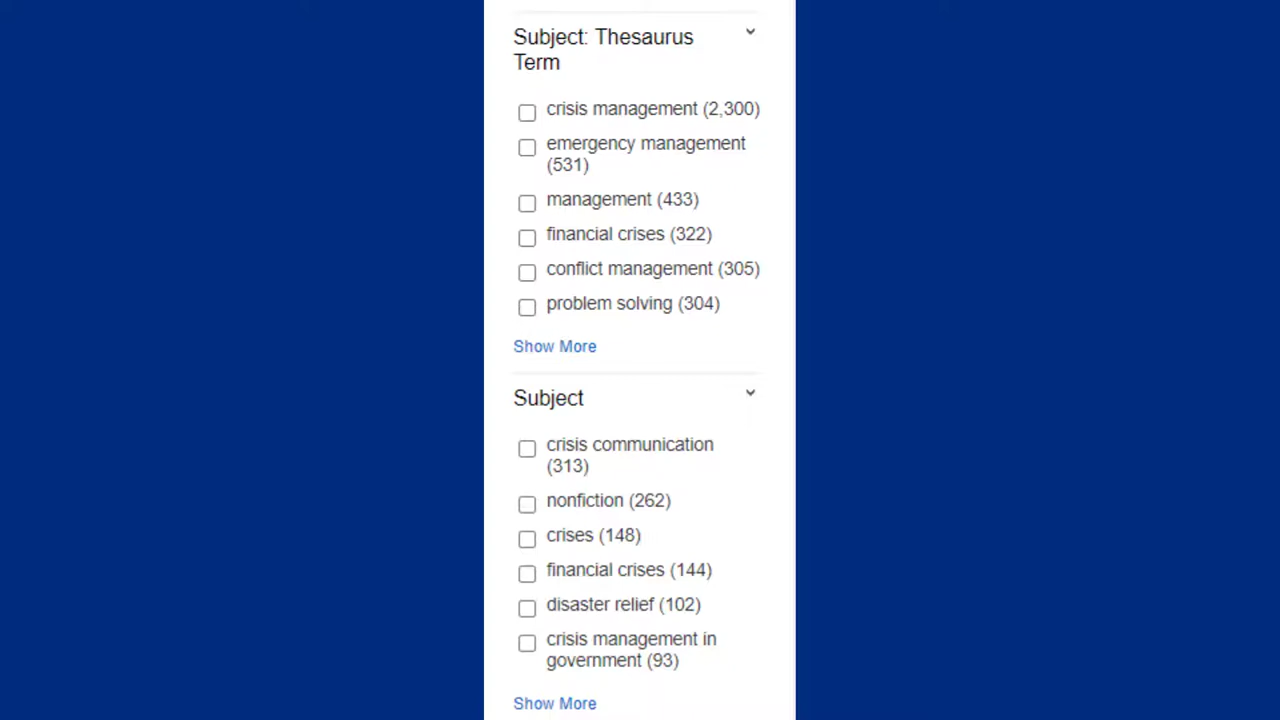 Subject: Thesaurus
Term
crisis management (2,300)
emergency management
(531)
management (433)
financial crises (322)
conflict management (305)
problem solving (304)
Show More
Subject
crisis communication
(313)
nonfiction (262)
crises (148)
financial crises (144)
disaster relief (102)
crisis management in
government (93)
Show More